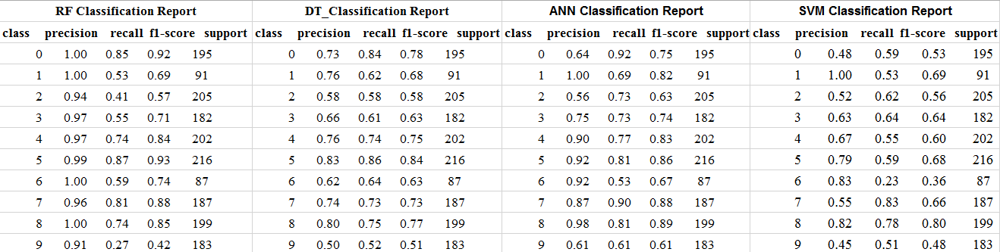 RF Classification Report DT_Classification Report ANN Classification Report SVM Classification Report
class precision recall f1-score support class precision recall f1-score support class precision recall f1-score support class precision recall f1-score support
0 1.00 0.85 0.92 195 0 0.73 0.84 0.78 195 0 0.64 0.92 0.75 195 0 0.48 0.59 0.53 195
1 1.00 0.53 0.69 91 1 0.76 0.62 0.68 91 1 1.00 0.69 0.82 91 1 1.00 0.53 0.69 91
2 0.94 0.41 0.57 205 2 0.58 0.58 0.58 205 2 0.56 0.73 0.63 205 2 0.52 0.62 0.56 205
3 0.97 0.55 0.71 182 3 0.66 0.61 0.63 182 3 0.75 0.73 0.74 182 3 0.63 0.64 0.64 182
4 0.97 0.74 0.84 202 4 0.76 0.74 0.75 202 4 0.90 0.77 0.83 202 4 0.67 0.55 0.60 202
5 0.99 0.87 0.93 216 5 0.83 0.86 0.84 216 5 0.92 0.81 0.86 216 5 0.79 0.59 0.68 216
6 1.00 0.59 0.74 87 6 0.62 0.64 0.63 87 6 0.92 0.53 0.67 87 6 0.83 0.23 0.36 87
7 0.96 0.81 0.88 187 7 0.74 0.73 0.73 187 7 0.87 0.90 0.88 187 7 0.55 0.83 0.66 187
8 1.00 0.74 0.85 199 8 0.80 0.75 0.77 199 8 0.98 0.81 0.89 199 8 0.82 0.78 0.80 199
9 0.91 0.27 0.42 183 9 0.50 0.52 0.51 183 9 0.61 0.61 0.61 183 9 0.45 0.51 0.48 183